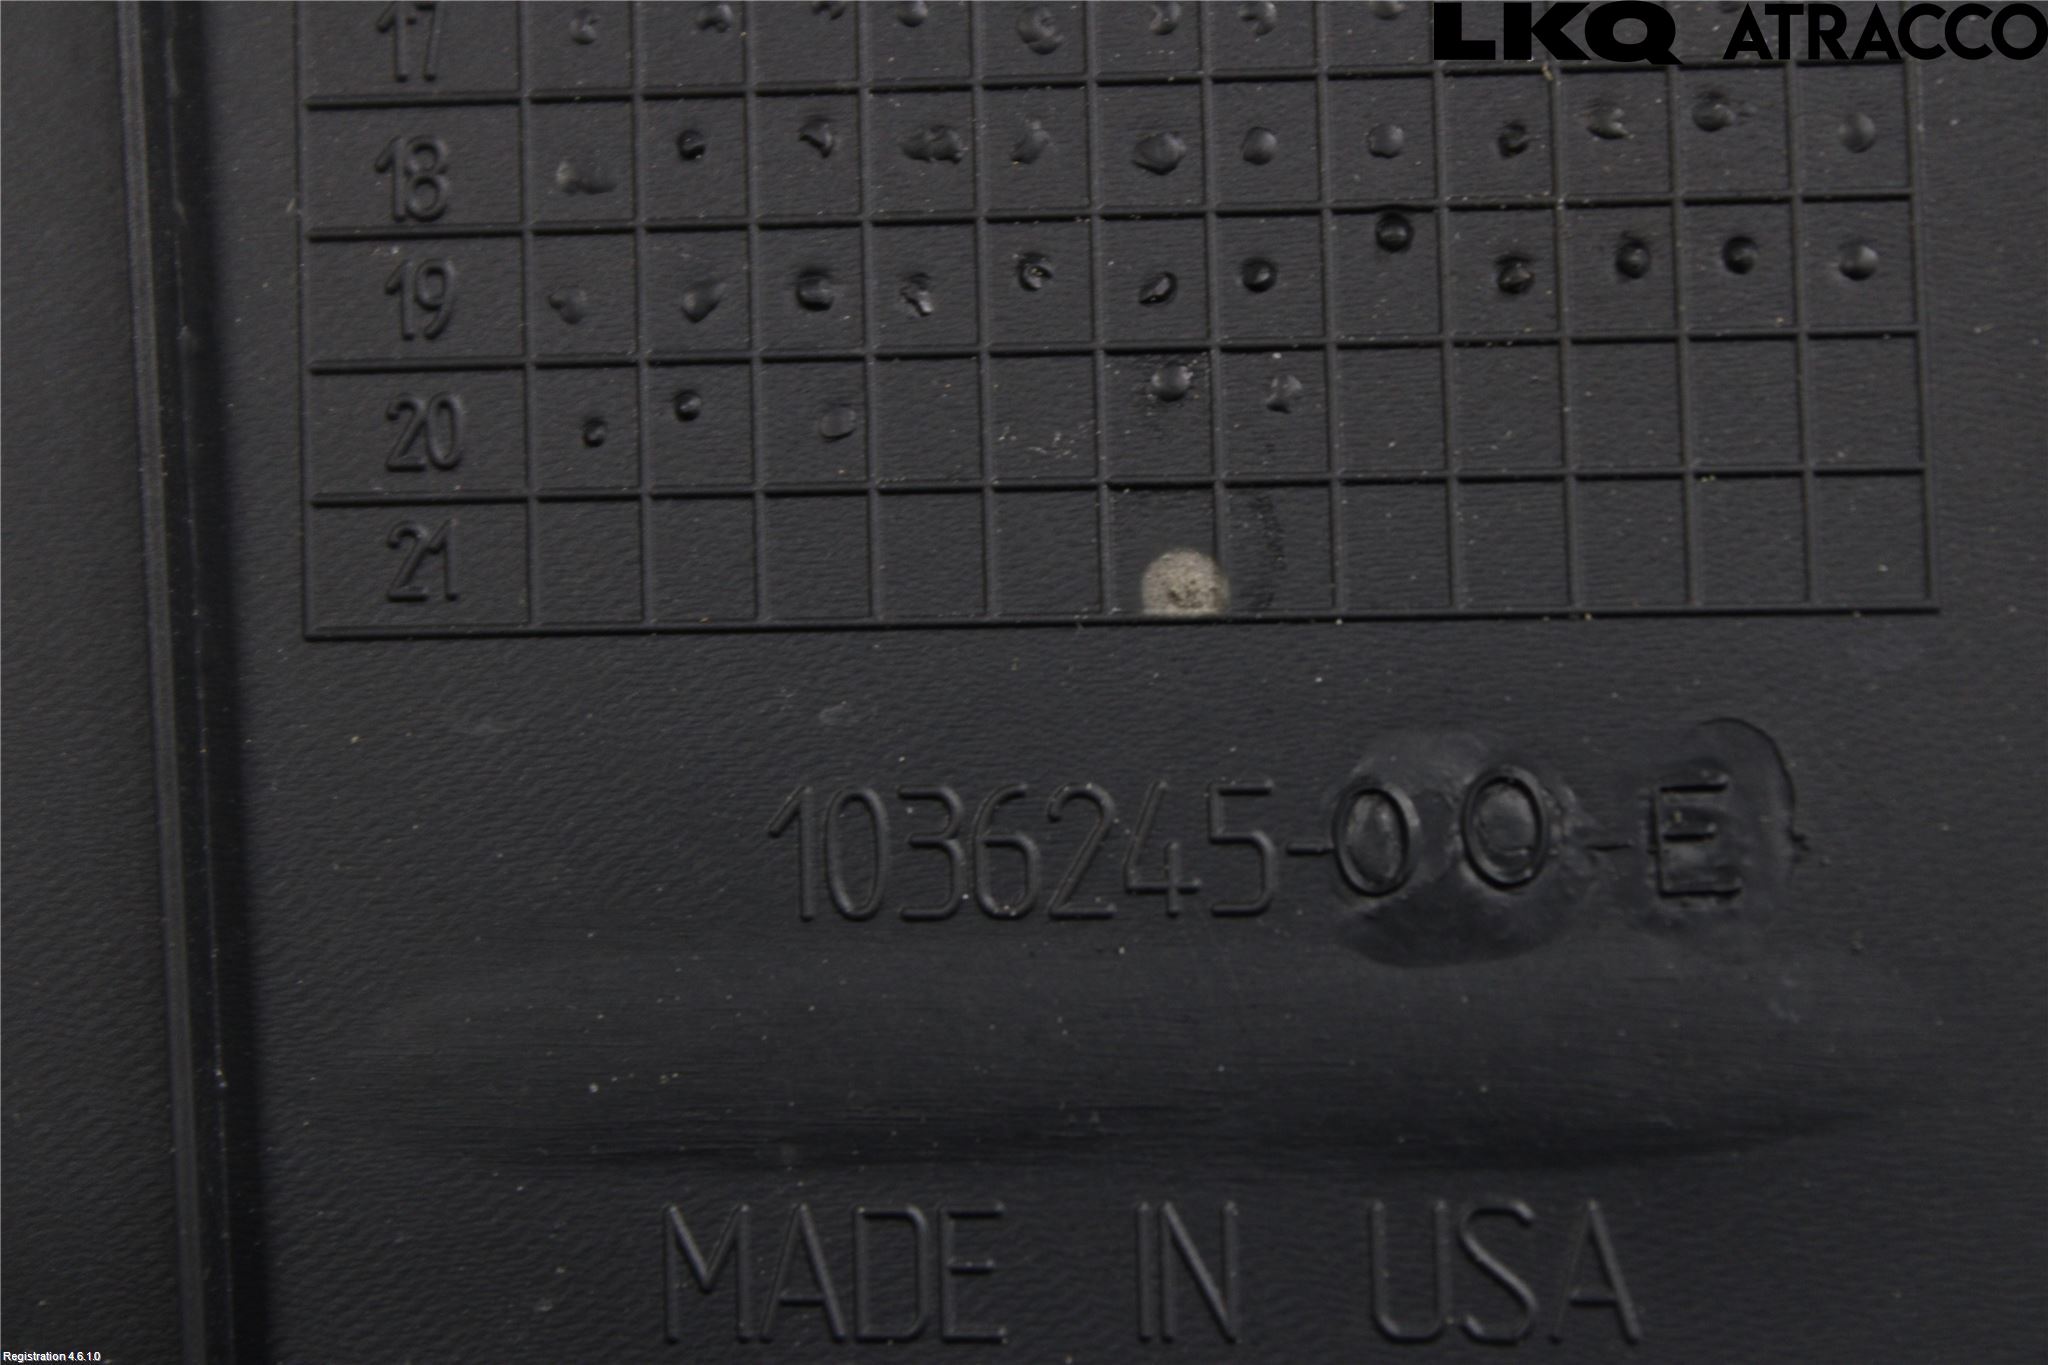 LKQ ATRACCO
17
18
19
20
21
1036245-00-E
MADE IN USA
Registration 4.6.1.0